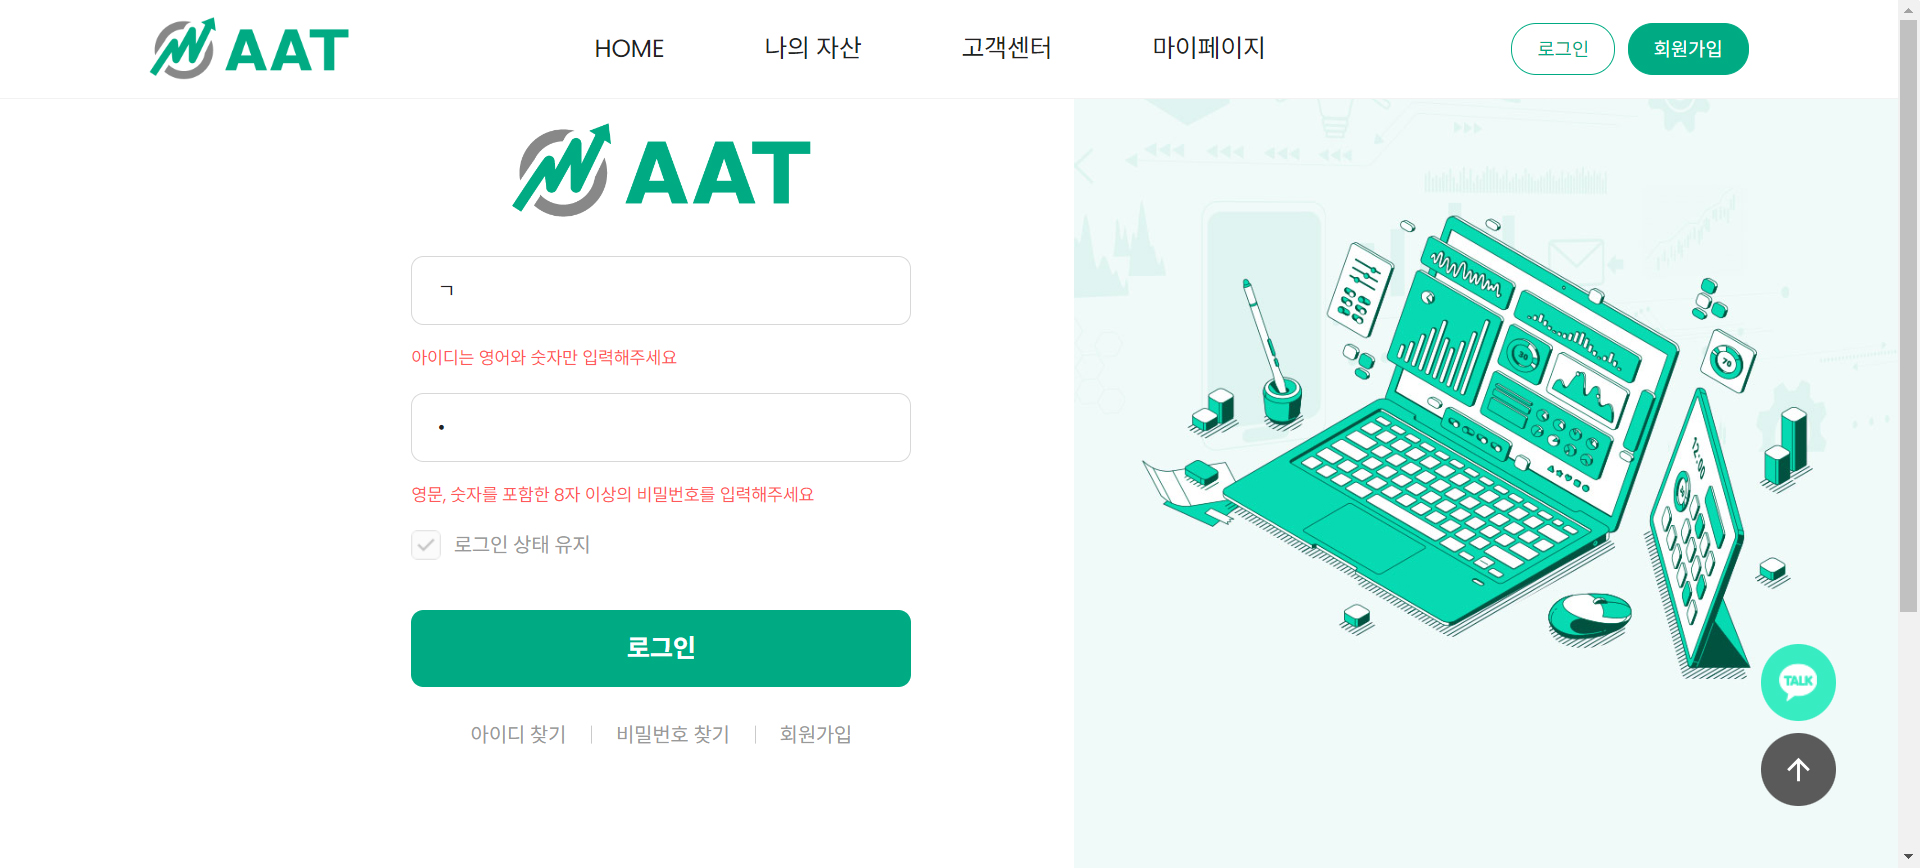 AAT
HOME
나의 자산
고객센터
마이페이지
로그인
회원가입
AAT
ㄱ
아이디는 영어와 숫자만 입력해주세요
•
영문, 숫자를 포함한 8자 이상의 비밀번호를 입력해주세요
로그인 상태 유지
로그인
아이디 찾기
비밀번호 찾기
회원가입
30
70
12:00
TALK